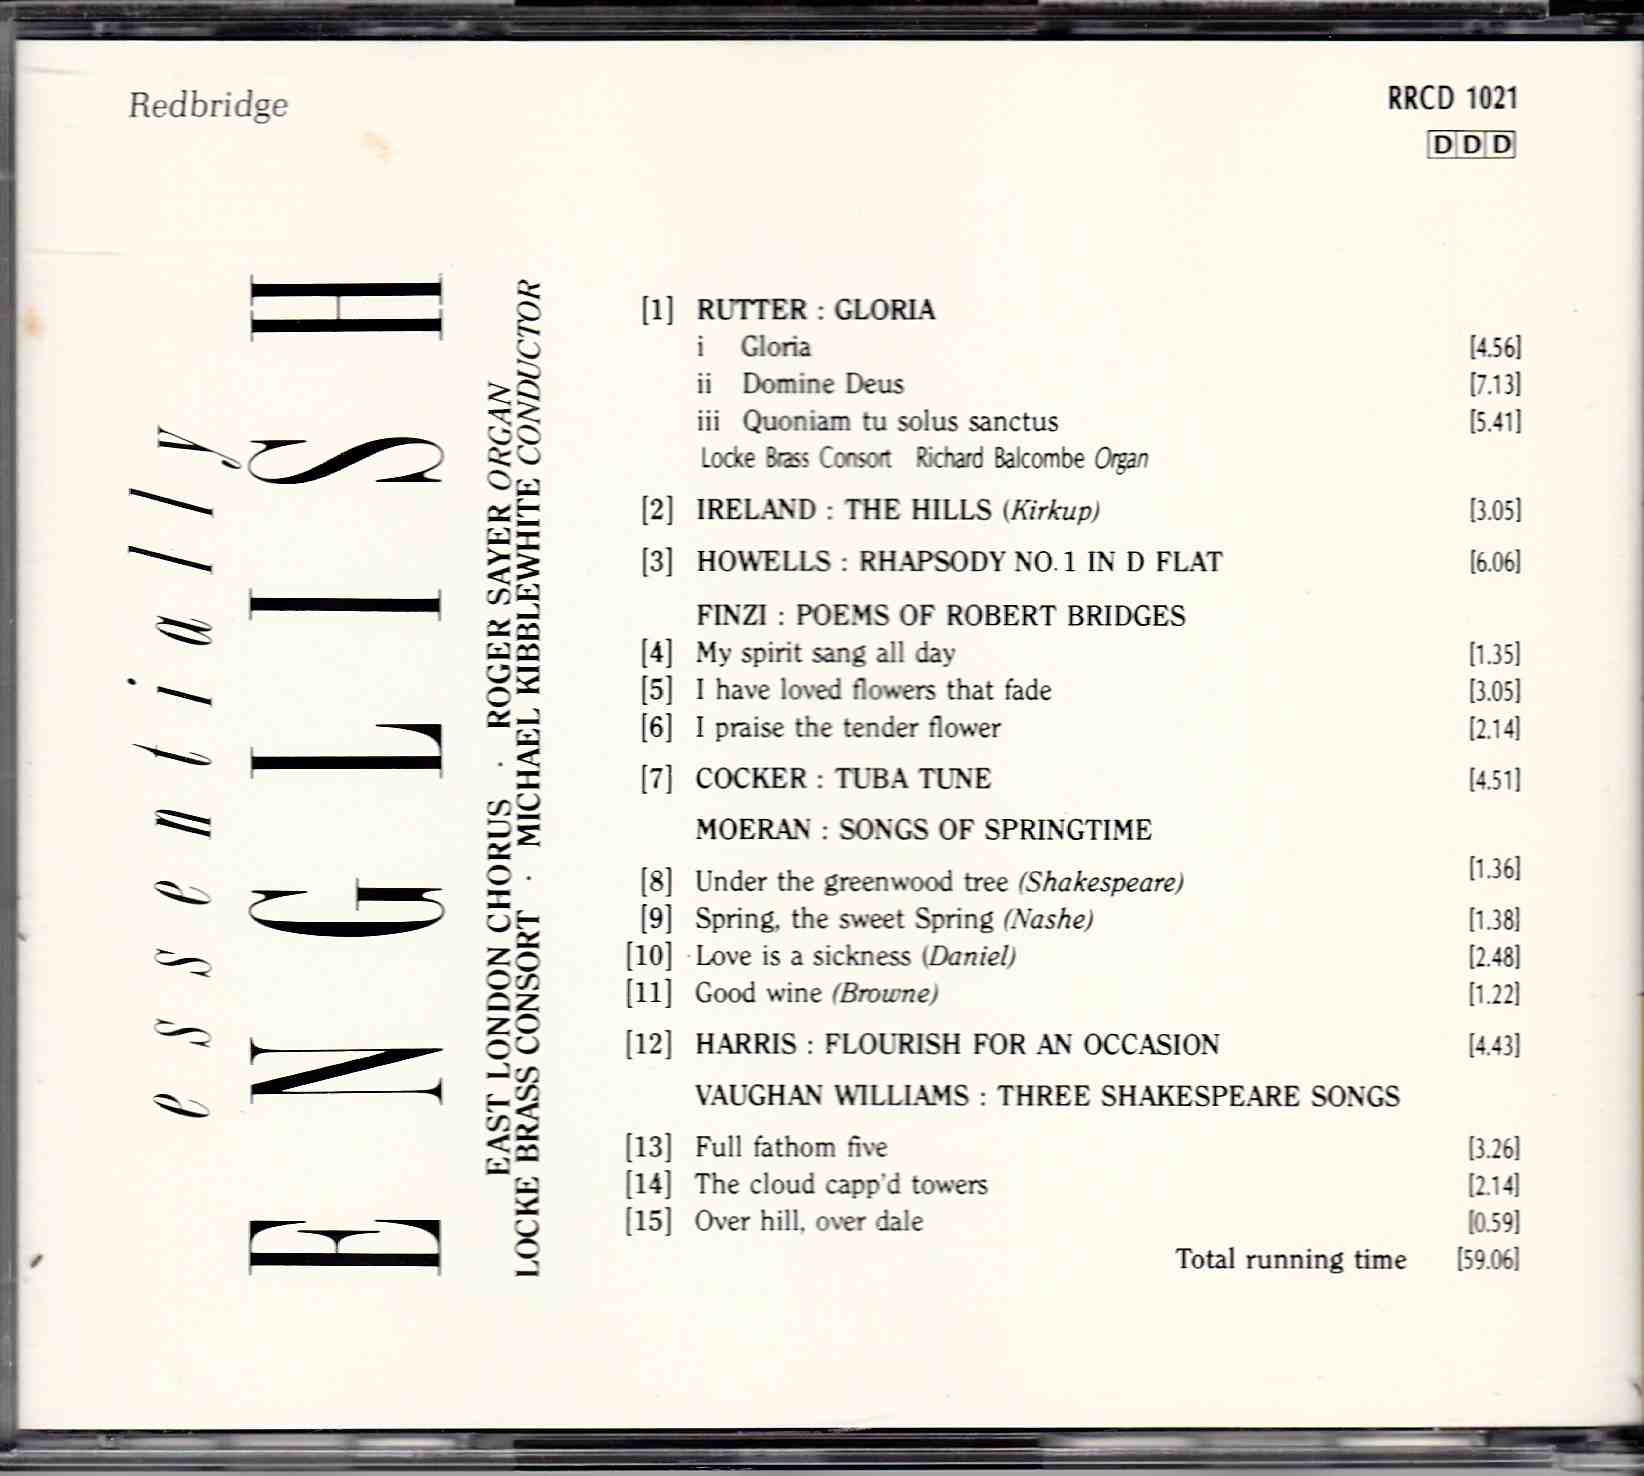 Redbridge
RRCD 1021
DDD
essentially
ENGLISH
EAST LONDON CHORUS · ROGER SAYER ORGAN
LOCKE BRASS CONSORT · MICHAEL KIBBLEWHITE CONDUCTOR
[1] RUTTER : GLORIA
i Gloria [4.56]
ii Domine Deus [7.13]
iii Quoniam tu solus sanctus [5.41]
Locke Brass Consort Richard Balcombe Organ
[2] IRELAND : THE HILLS (Kirkup) [3.05]
[3] HOWELLS : RHAPSODY NO.1 IN D FLAT [6.06]
FINZI : POEMS OF ROBERT BRIDGES
[4] My spirit sang all day [1.35]
[5] I have loved flowers that fade [3.05]
[6] I praise the tender flower [2.14]
[7] COCKER : TUBA TUNE [4.51]
MOERAN : SONGS OF SPRINGTIME
[8] Under the greenwood tree (Shakespeare) [1.36]
[9] Spring, the sweet Spring (Nashe) [1.38]
[10] Love is a sickness (Daniel) [2.48]
[11] Good wine (Browne) [1.22]
[12] HARRIS : FLOURISH FOR AN OCCASION [4.43]
VAUGHAN WILLIAMS : THREE SHAKESPEARE SONGS
[13] Full fathom five [3.26]
[14] The cloud capp'd towers [2.14]
[15] Over hill, over dale [0.59]
Total running time [59.06]